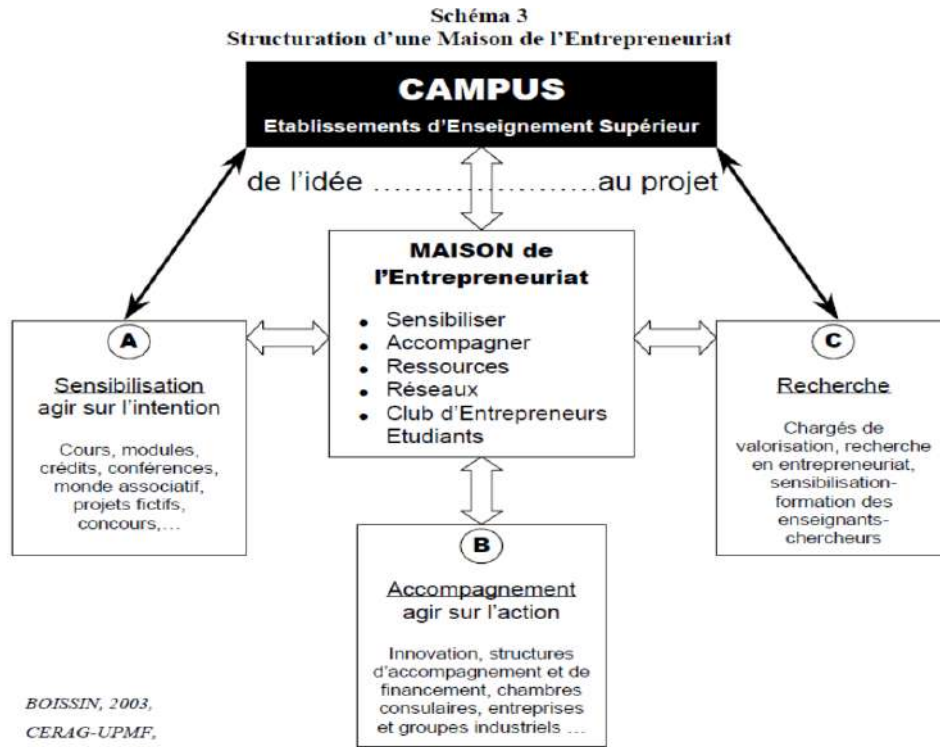 Schéma 3
Structuration d'une Maison de l'Entrepreneuriat
CAMPUS
Etablissements d'Enseignement Supérieur
de l'idée ......................au projet
MAISON de
l'Entrepreneuriat
• Sensibiliser
• Accompagner
• Ressources
• Réseaux
• Club d'Entrepreneurs
Etudiants
A
Sensibilisation
agir sur l'intention
Cours, modules,
crédits, conférences,
monde associatif,
projets fictifs,
concours,...
C
Recherche
Chargés de
valorisation, recherche
en entrepreneuriat,
sensibilisation-
formation des
enseignants-
chercheurs
B
Accompagnement
agir sur l'action
Innovation, structures
d'accompagnement et de
financement, chambres
consulaires, entreprises
et groupes industriels ...
BOISSIN, 2003,
CERAG-UPMF,